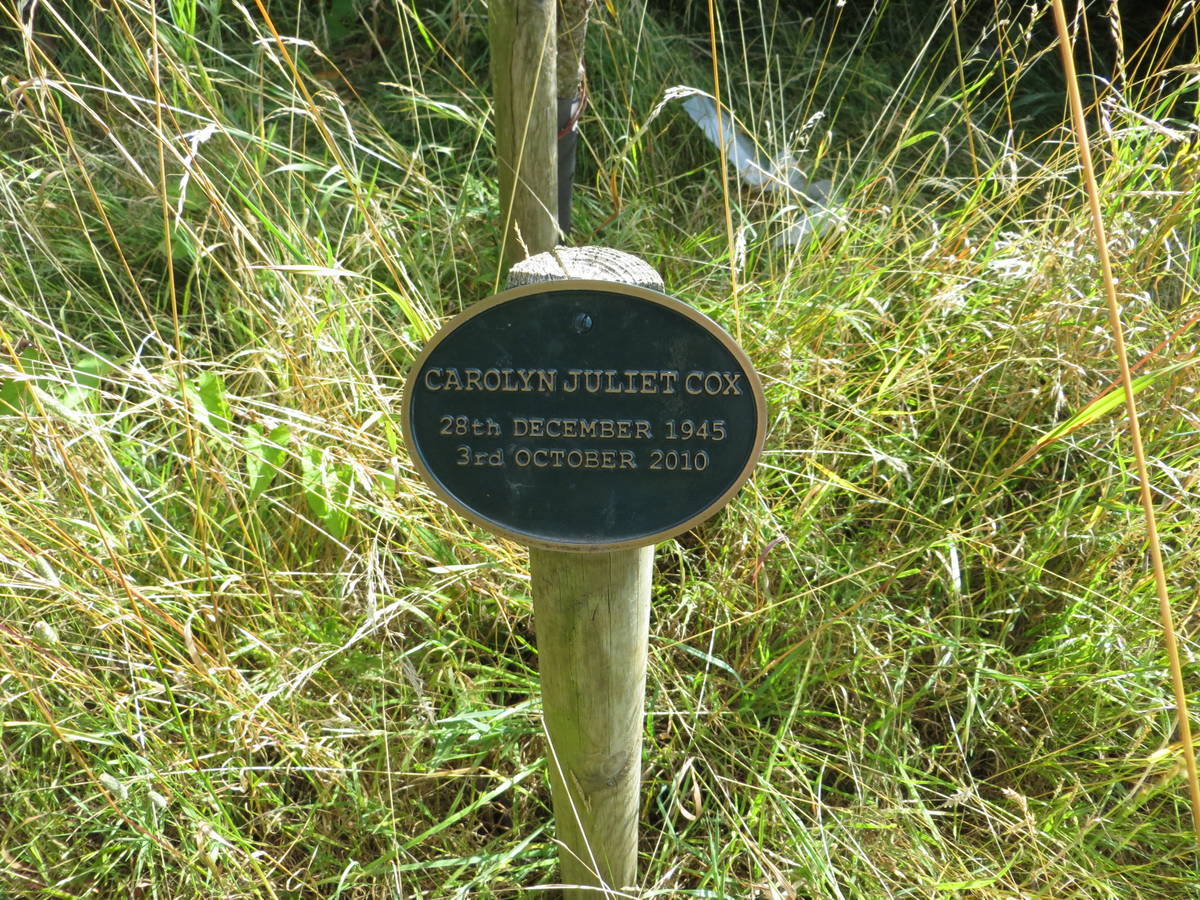 CAROLYN JULIET COX
28th DECEMBER 1945
3rd OCTOBER 2010